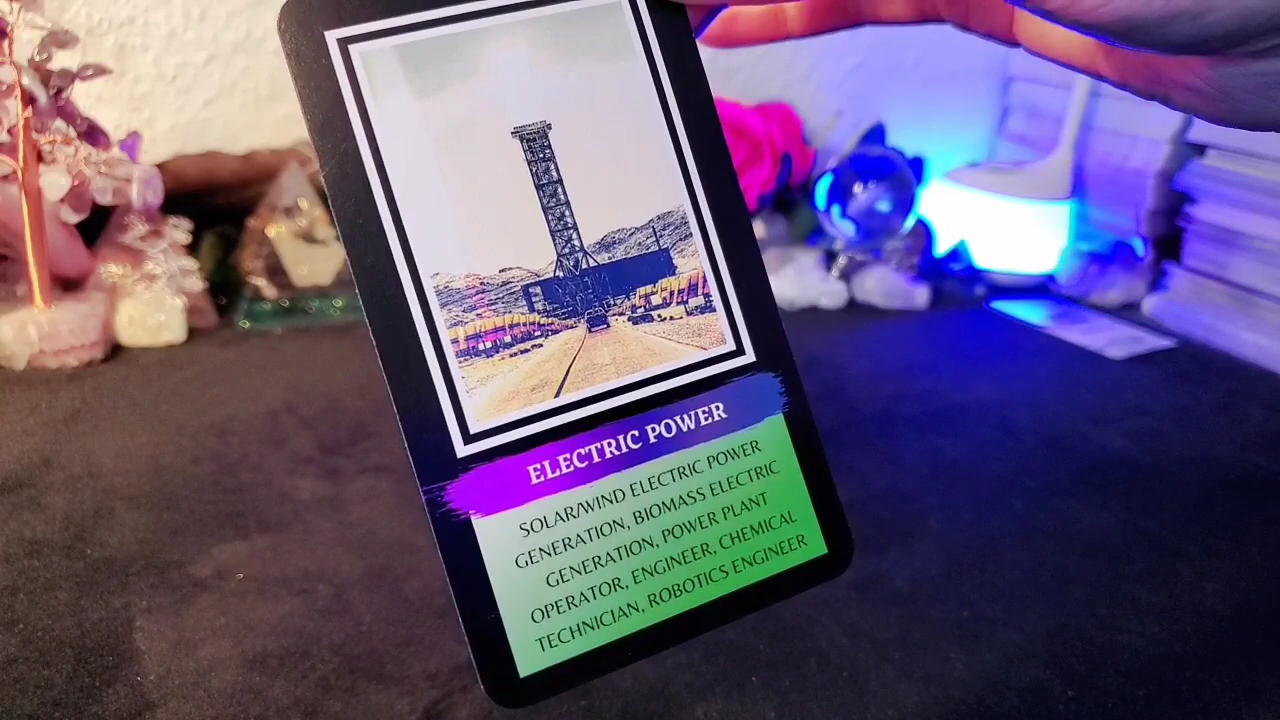 ELECTRIC POWER
SOLAR/WIND ELECTRIC POWER
GENERATION, BIOMASS ELECTRIC
GENERATION, POWER PLANT
OPERATOR, ENGINEER, CHEMICAL
TECHNICIAN, ROBOTICS ENGINEER